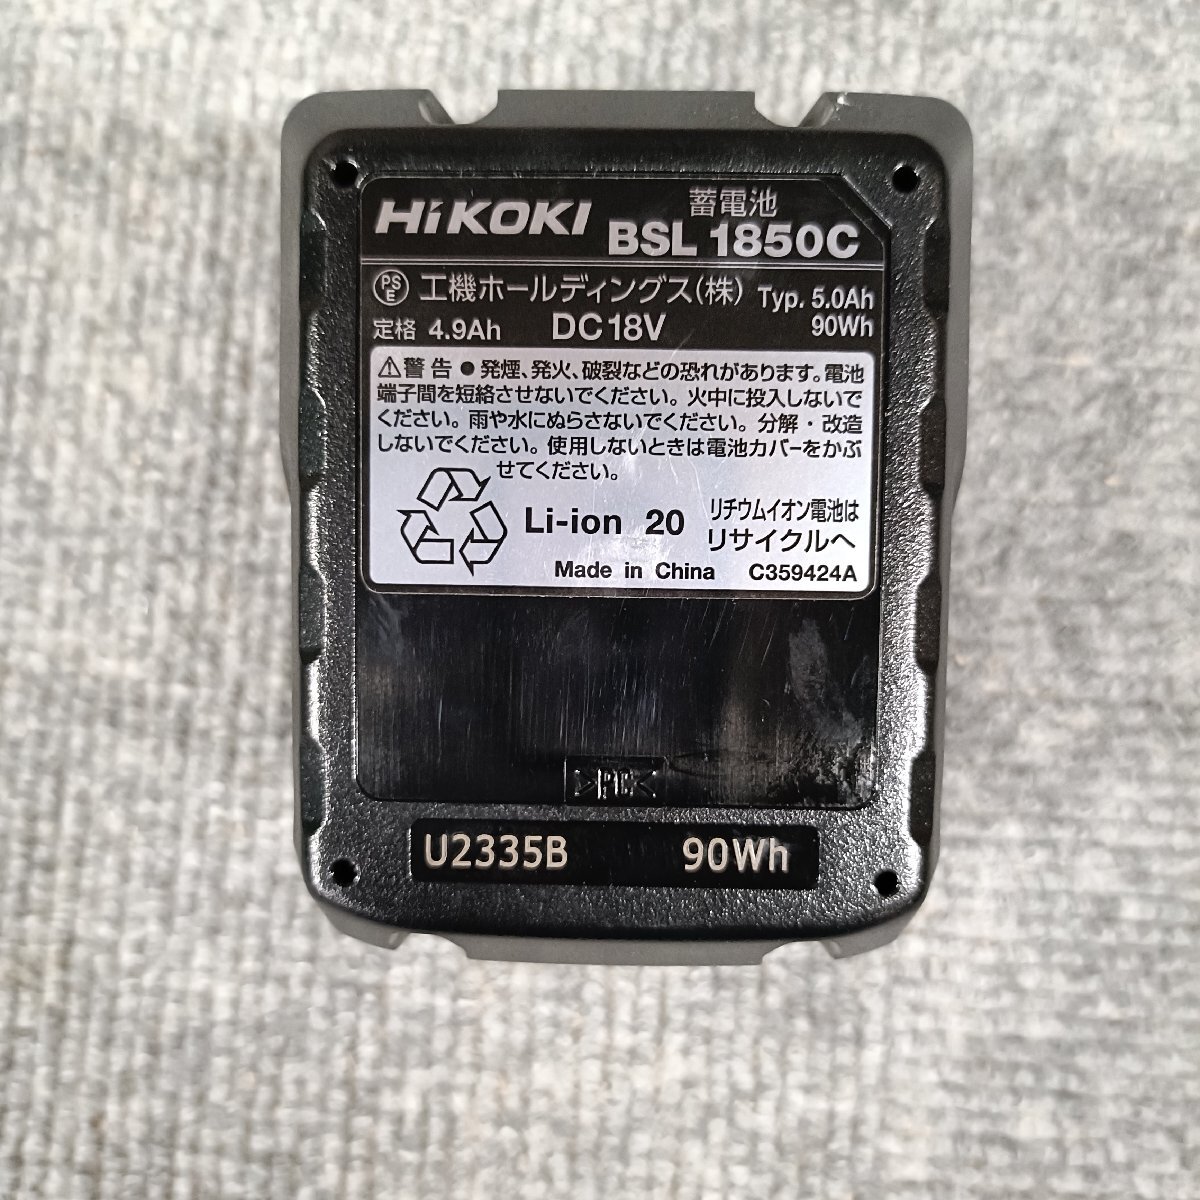 HiKOKI 蓄電池
BSL 1850C
PS
E
工機ホールディングス(株) Typ. 5.0Ah
定格 4.9Ah DC18V 90Wh
⚠警告 ● 発煙、発火、破裂などの恐れがあります。電池
端子間を短絡させないでください。火中に投入しないで
ください。雨や水にぬらさないでください。分解・改造
しないでください。使用しないときは電池カバーをかぶ
せてください。
Li-ion 20 リチウムイオン電池は
リサイクルへ
Made in China C359424A
>PC<
U2335B 90Wh